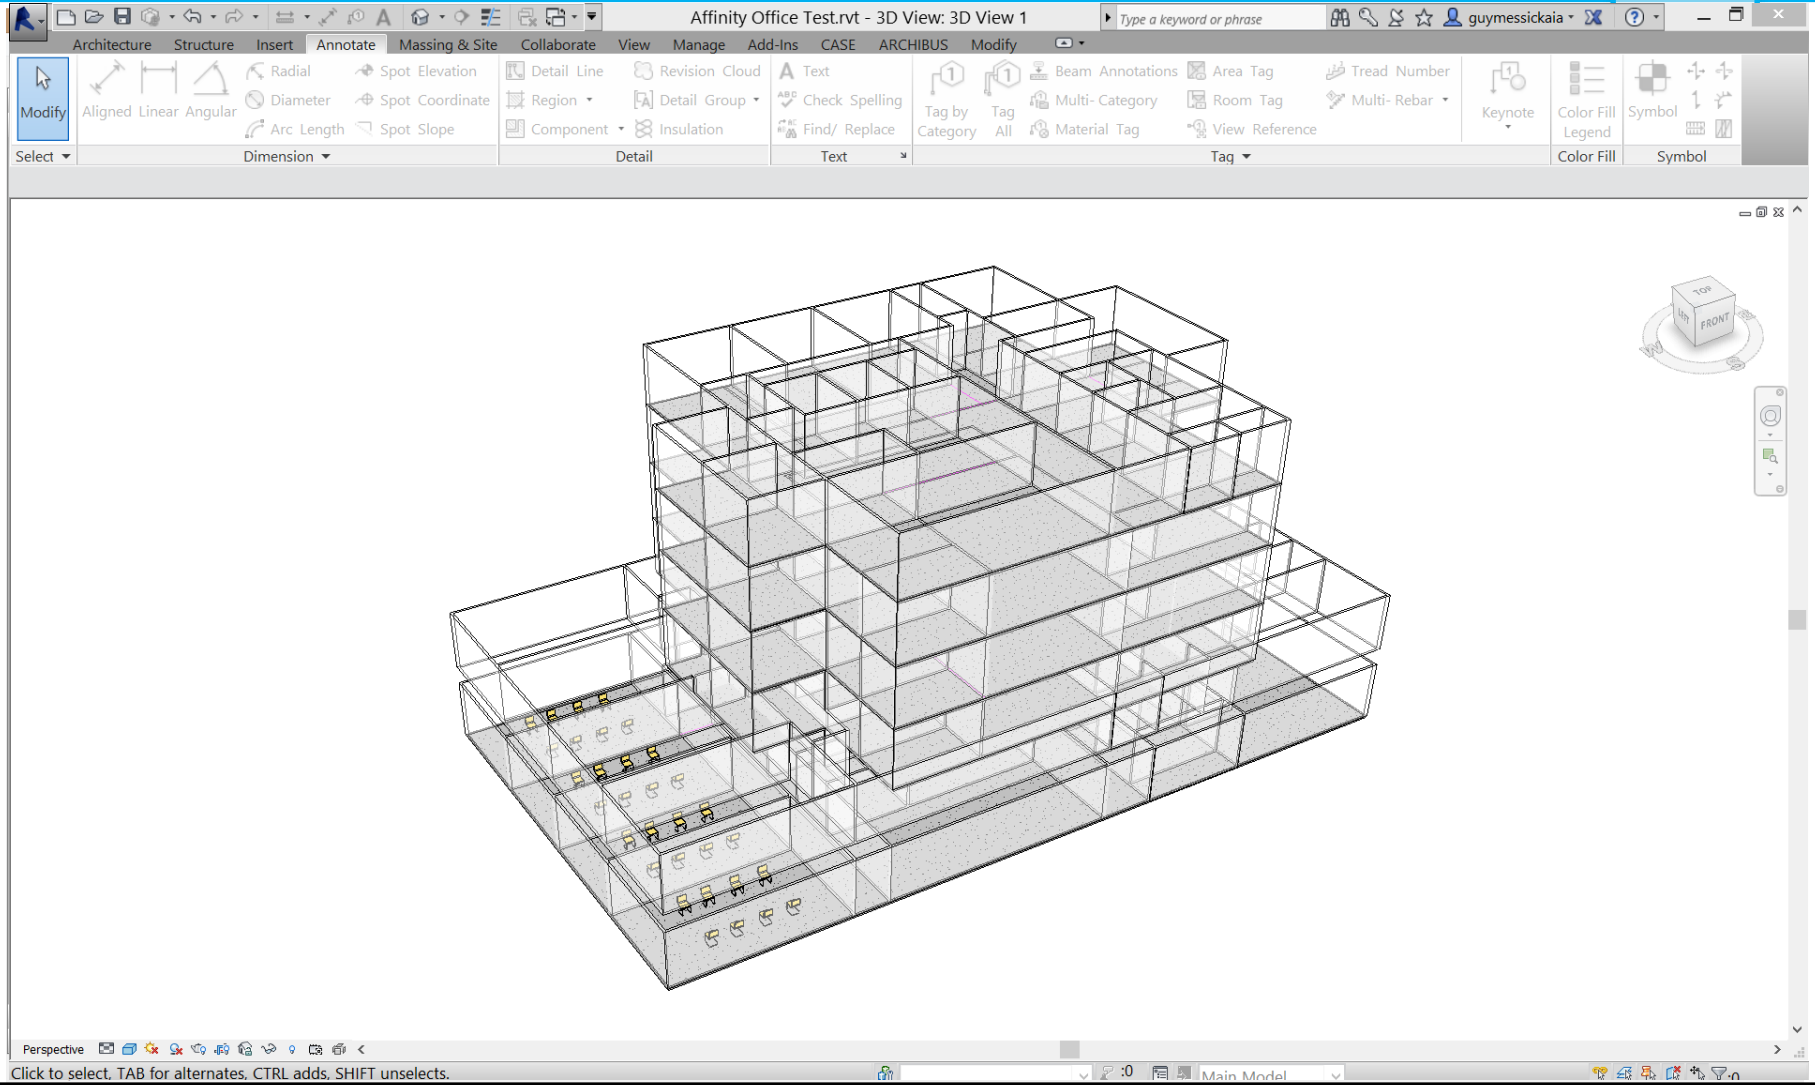 Affinity Office Test.rvt - 3D View: 3D View 1
Type a keyword or phrase
guymessickaia
Architecture Structure Insert Annotate Massing & Site Collaborate View Manage Add-Ins CASE ARCHIBUS Modify
Modify
Aligned Linear Angular
Radial
Diameter
Arc Length
Spot Elevation
Spot Coordinate
Spot Slope
Detail Line
Region
Component
Revision Cloud
Detail Group
Insulation
A Text
ABC Check Spelling
Find/ Replace
Tag by
Category
Tag
All
Beam Annotations
Multi- Category
Material Tag
Area Tag
Room Tag
View Reference
Tread Number
Multi- Rebar
Keynote
Color Fill
Legend
Symbol
Select Dimension Detail Text Tag Color Fill Symbol
TOP
LEFT FRONT
W S
Perspective
Click to select, TAB for alternates, CTRL adds, SHIFT unselects.
:0
Main Model
:0